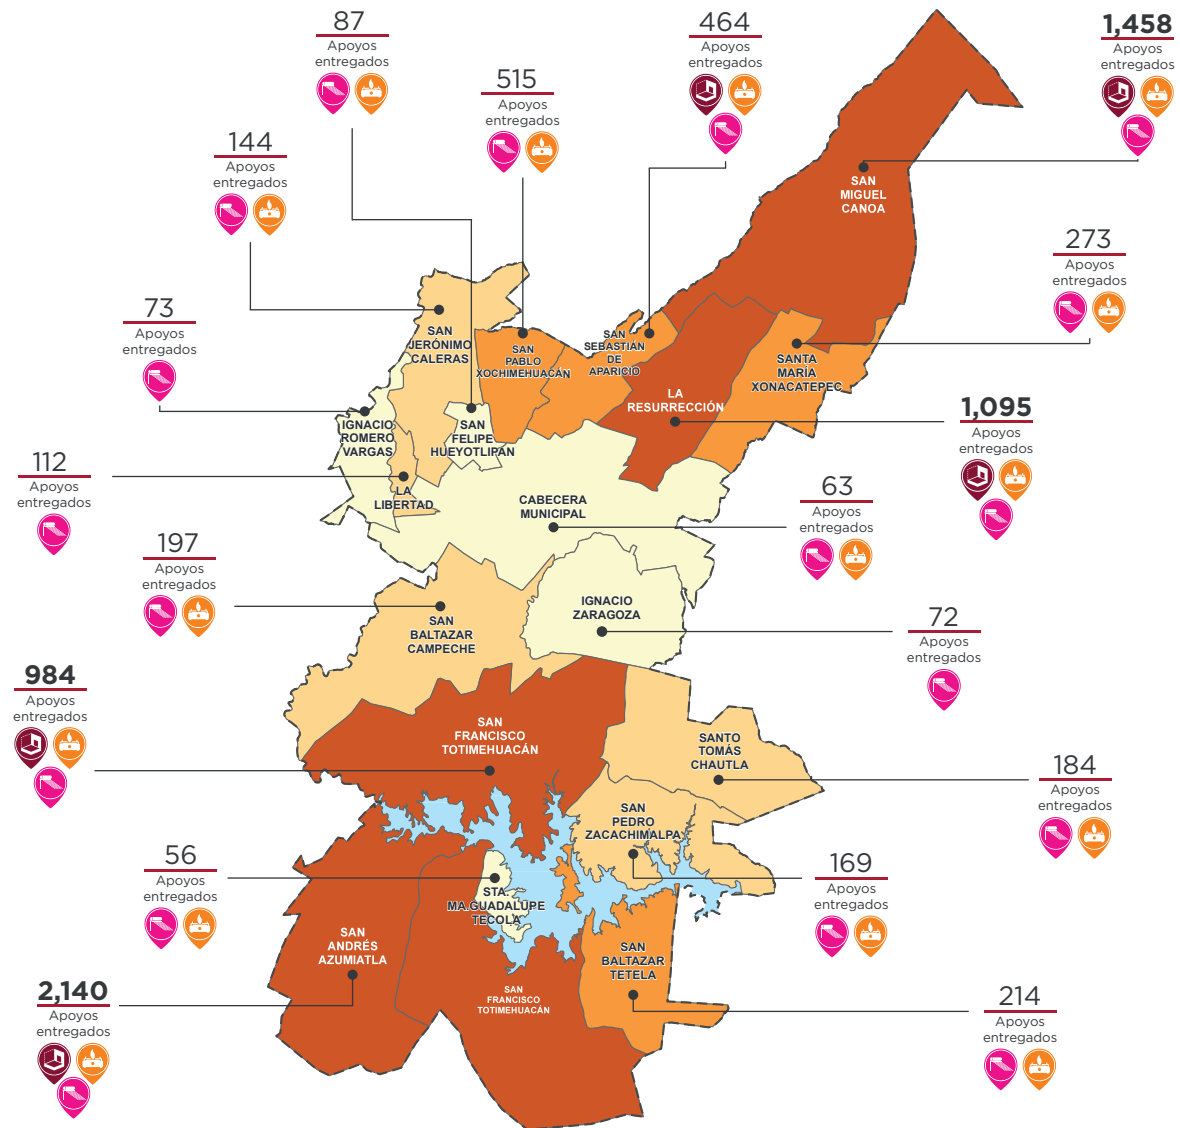 87
Apoyos
entregados
464
Apoyos
entregados
1,458
Apoyos
entregados
515
Apoyos
entregados
144
Apoyos
entregados
SAN
MIGUEL
CANOA
273
Apoyos
entregados
73
Apoyos
entregados
SAN
JERÓNIMO
CALERAS
SAN
PABLO
XOCHIMEHUACÁN
SAN
SEBASTIÁN
DE
APARICIO
SANTA
MARÍA
XONACATEPEC
LA
RESURRECCIÓN
1,095
Apoyos
entregados
IGNACIO
ROMERO
VARGAS
SAN
FELIPE
HUEYOTLIPAN
112
Apoyos
entregados
LA
LIBERTAD
CABECERA
MUNICIPAL
63
Apoyos
entregados
197
Apoyos
entregados
SAN
BALTAZAR
CAMPECHE
IGNACIO
ZARAGOZA
72
Apoyos
entregados
984
Apoyos
entregados
SAN
FRANCISCO
TOTIMEHUACÁN
SANTO
TOMÁS
CHAUTLA
184
Apoyos
entregados
SAN
PEDRO
ZACACHIMALPA
56
Apoyos
entregados
169
Apoyos
entregados
STA.
MA.GUADALUPE
TECOLA
SAN
ANDRÉS
AZUMIATLA
SAN
BALTAZAR
TETELA
2,140
Apoyos
entregados
SAN
FRANCISCO
TOTIMEHUACÁN
214
Apoyos
entregados